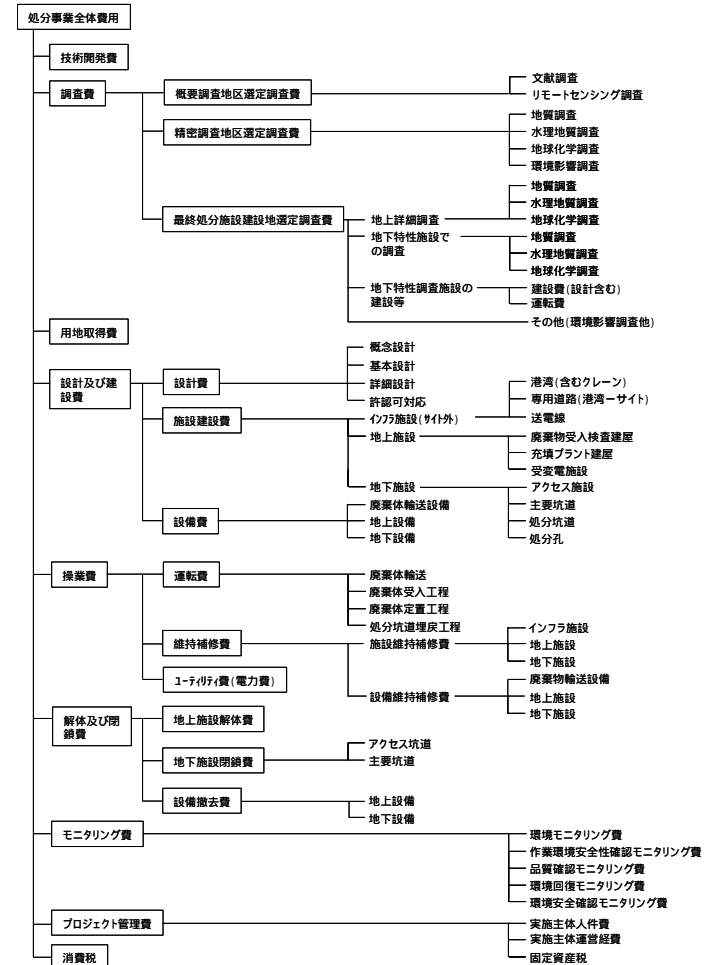 処分事業全体費用
技術開発費
調査費
概要調査地区選定調査費
文献調査
リモートセンシング調査
精密調査地区選定調査費
地質調査
水理地質調査
地球化学調査
環境影響調査
最終処分施設建設地選定調査費
地上詳細調査
地質調査
水理地質調査
地球化学調査
地下特性施設で
の調査
地質調査
水理地質調査
地球化学調査
地下特性調査施設の
建設等
建設費(設計含む)
運転費
その他(環境影響調査他)
用地取得費
設計及び建
設費
設計費
概念設計
基本設計
詳細設計
許認可対応
施設建設費
インフラ施設(サイト外)
港湾(含むクレーン)
専用道路(港湾ーサイト)
送電線
地上施設
廃棄物受入検査建屋
充填プラント建屋
受変電施設
地下施設
アクセス施設
主要坑道
処分坑道
処分孔
設備費
廃棄体輸送設備
地上設備
地下設備
操業費
運転費
廃棄体輸送
廃棄体受入工程
廃棄体定置工程
処分坑道埋戻工程
維持補修費
施設維持補修費
インフラ施設
地上施設
地下施設
設備維持補修費
廃棄物輸送設備
地上施設
地下施設
ユーティリティ費(電力費)
解体及び閉
鎖費
地上施設解体費
地下施設閉鎖費
アクセス坑道
主要坑道
設備撤去費
地上設備
地下設備
モニタリング費
環境モニタリング費
作業環境安全性確認モニタリング費
品質確認モニタリング費
環境回復モニタリング費
環境安全確認モニタリング費
プロジェクト管理費
実施主体人件費
実施主体運営経費
固定資産税
消費税